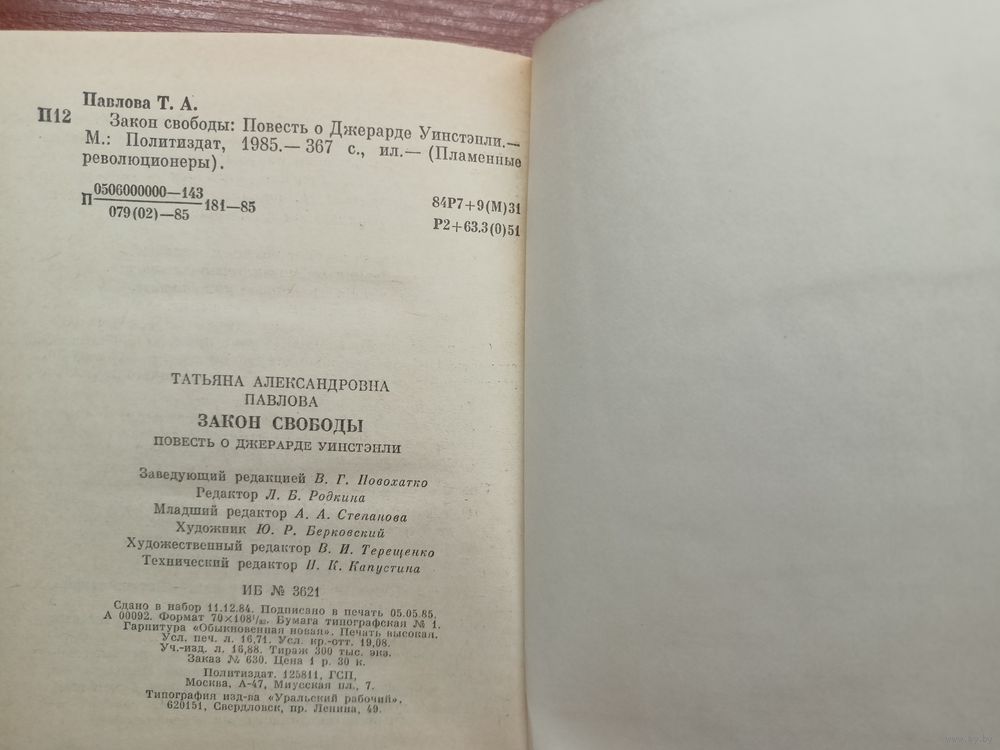 Павлова Т. А.
П12 Закон свободы: Повесть о Джерарде Уинстэнли.—
М.: Политиздат, 1985.— 367 с., ил.— (Пламенные
революционеры).
П 0506000000—143 181—85 84Р7+9(М)31
079(02)—85 Р2+63.3(0)51
ТАТЬЯНА АЛЕКСАНДРОВНА
ПАВЛОВА
ЗАКОН СВОБОДЫ
ПОВЕСТЬ О ДЖЕРАРДЕ УИНСТЭНЛИ
Заведующий редакцией В. Г. Новохатко
Редактор Л. Б. Родкина
Младший редактор А. А. Степанова
Художник Ю. Р. Берковский
Художественный редактор В. И. Терещенко
Технический редактор Н. К. Капустина
ИБ № 3621
Сдано в набор 11.12.84. Подписано в печать 05.05.85.
А 00092. Формат 70×108 1/32. Бумага типографская № 1.
Гарнитура «Обыкновенная новая». Печать высокая.
Усл. печ. л. 16,71. Усл. кр.-отт. 19,08.
Уч.-изд. л. 16,88. Тираж 300 тыс. экз.
Заказ № 630. Цена 1 р. 30 к.
Политиздат. 125811, ГСП,
Москва, А-47, Миусская пл., 7.
Типография изд-ва «Уральский рабочий».
620151, Свердловск, пр. Ленина, 49.